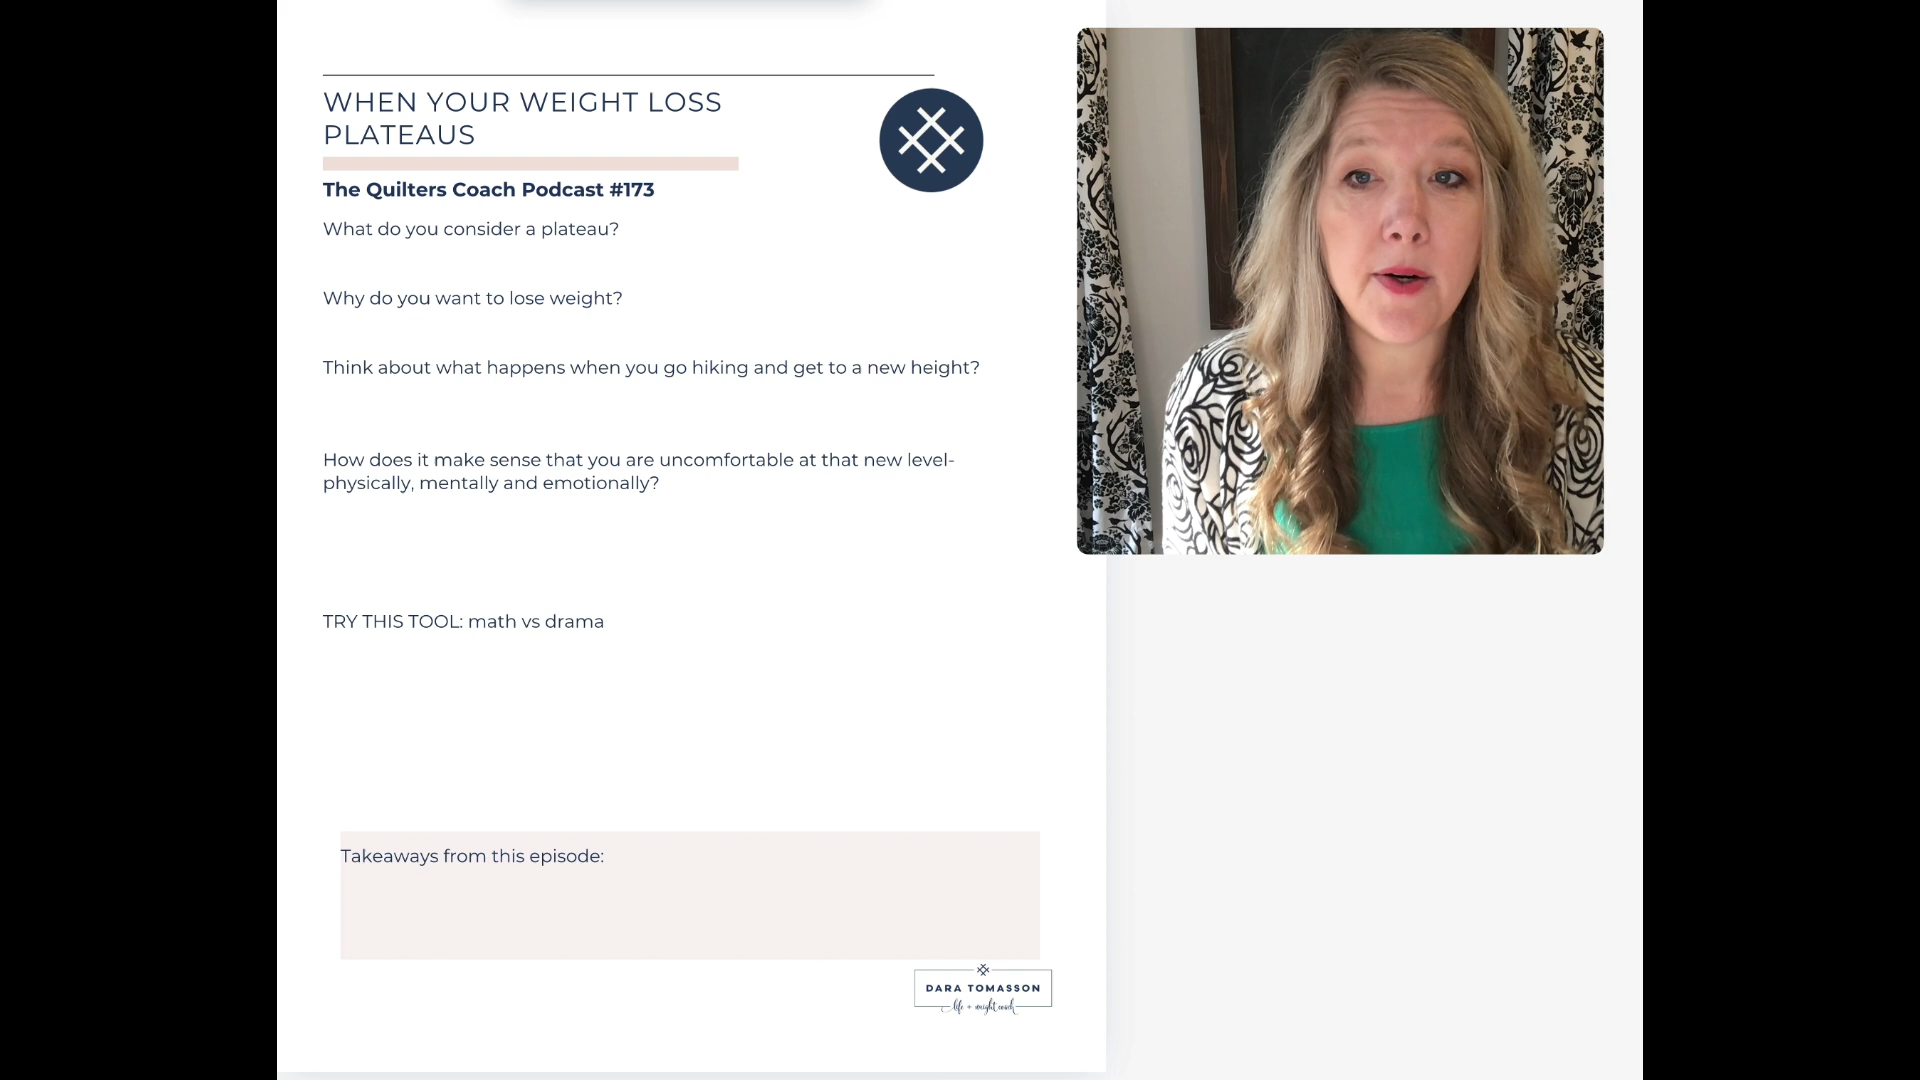 WHEN YOUR WEIGHT LOSS
PLATEAUS
The Quilters Coach Podcast #173
What do you consider a plateau?
Why do you want to lose weight?
Think about what happens when you go hiking and get to a new height?
How does it make sense that you are uncomfortable at that new level-
physically, mentally and emotionally?
TRY THIS TOOL: math vs drama
Takeaways from this episode:
DARA TOMASSON
life + weight coach